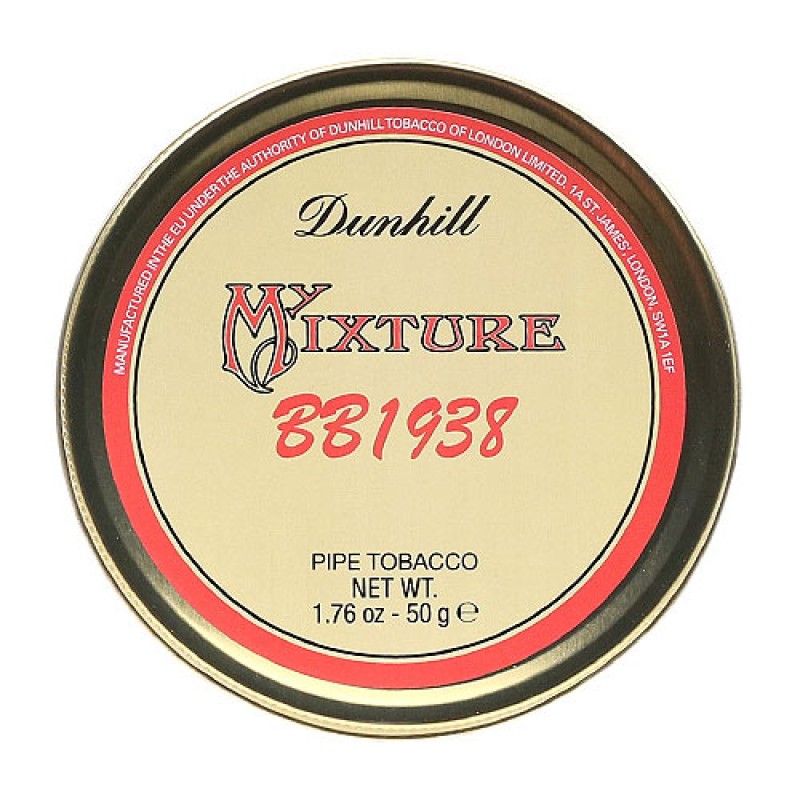 MANUFACTURED IN THE EU UNDER THE AUTHORITY OF DUNHILL TOBACCO OF LONDON LIMITED, 1A ST. JAMES', LONDON, SW1A 1EF
Dunhill
MY MIXTURE
BB1938
PIPE TOBACCO
NET WT.
1.76 oz - 50 g ℮